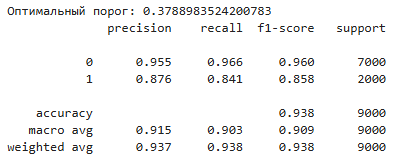 Оптимальный порог: 0.3788983524200783
precision recall f1-score support
0 0.955 0.966 0.960 7000
1 0.876 0.841 0.858 2000
accuracy 0.938 9000
macro avg 0.915 0.903 0.909 9000
weighted avg 0.937 0.938 0.938 9000